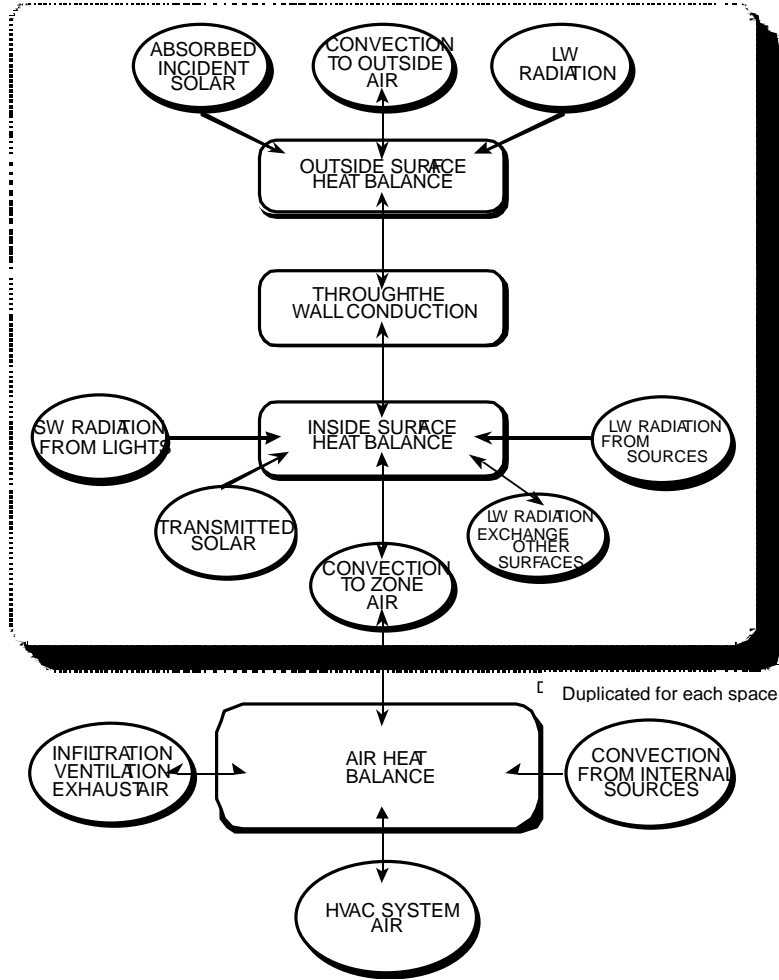 ABSORBED
INCIDENT
SOLAR
CONVECTION
TO OUTSIDE
AIR
LW
RADIATION
OUTSIDE SURFACE
HEAT BALANCE
THROUGH THE
WALL CONDUCTION
SW RADIATION
FROM LIGHTS
INSIDE SURFACE
HEAT BALANCE
LW RADIATION
FROM
SOURCES
TRANSMITTED
SOLAR
LW RADIATION
EXCHANGE
OTHER
SURFACES
CONVECTION
TO ZONE
AIR
Duplicated for each space
INFILTRATION
VENTILATION
EXHAUST AIR
AIR HEAT
BALANCE
CONVECTION
FROM INTERNAL
SOURCES
HVAC SYSTEM
AIR